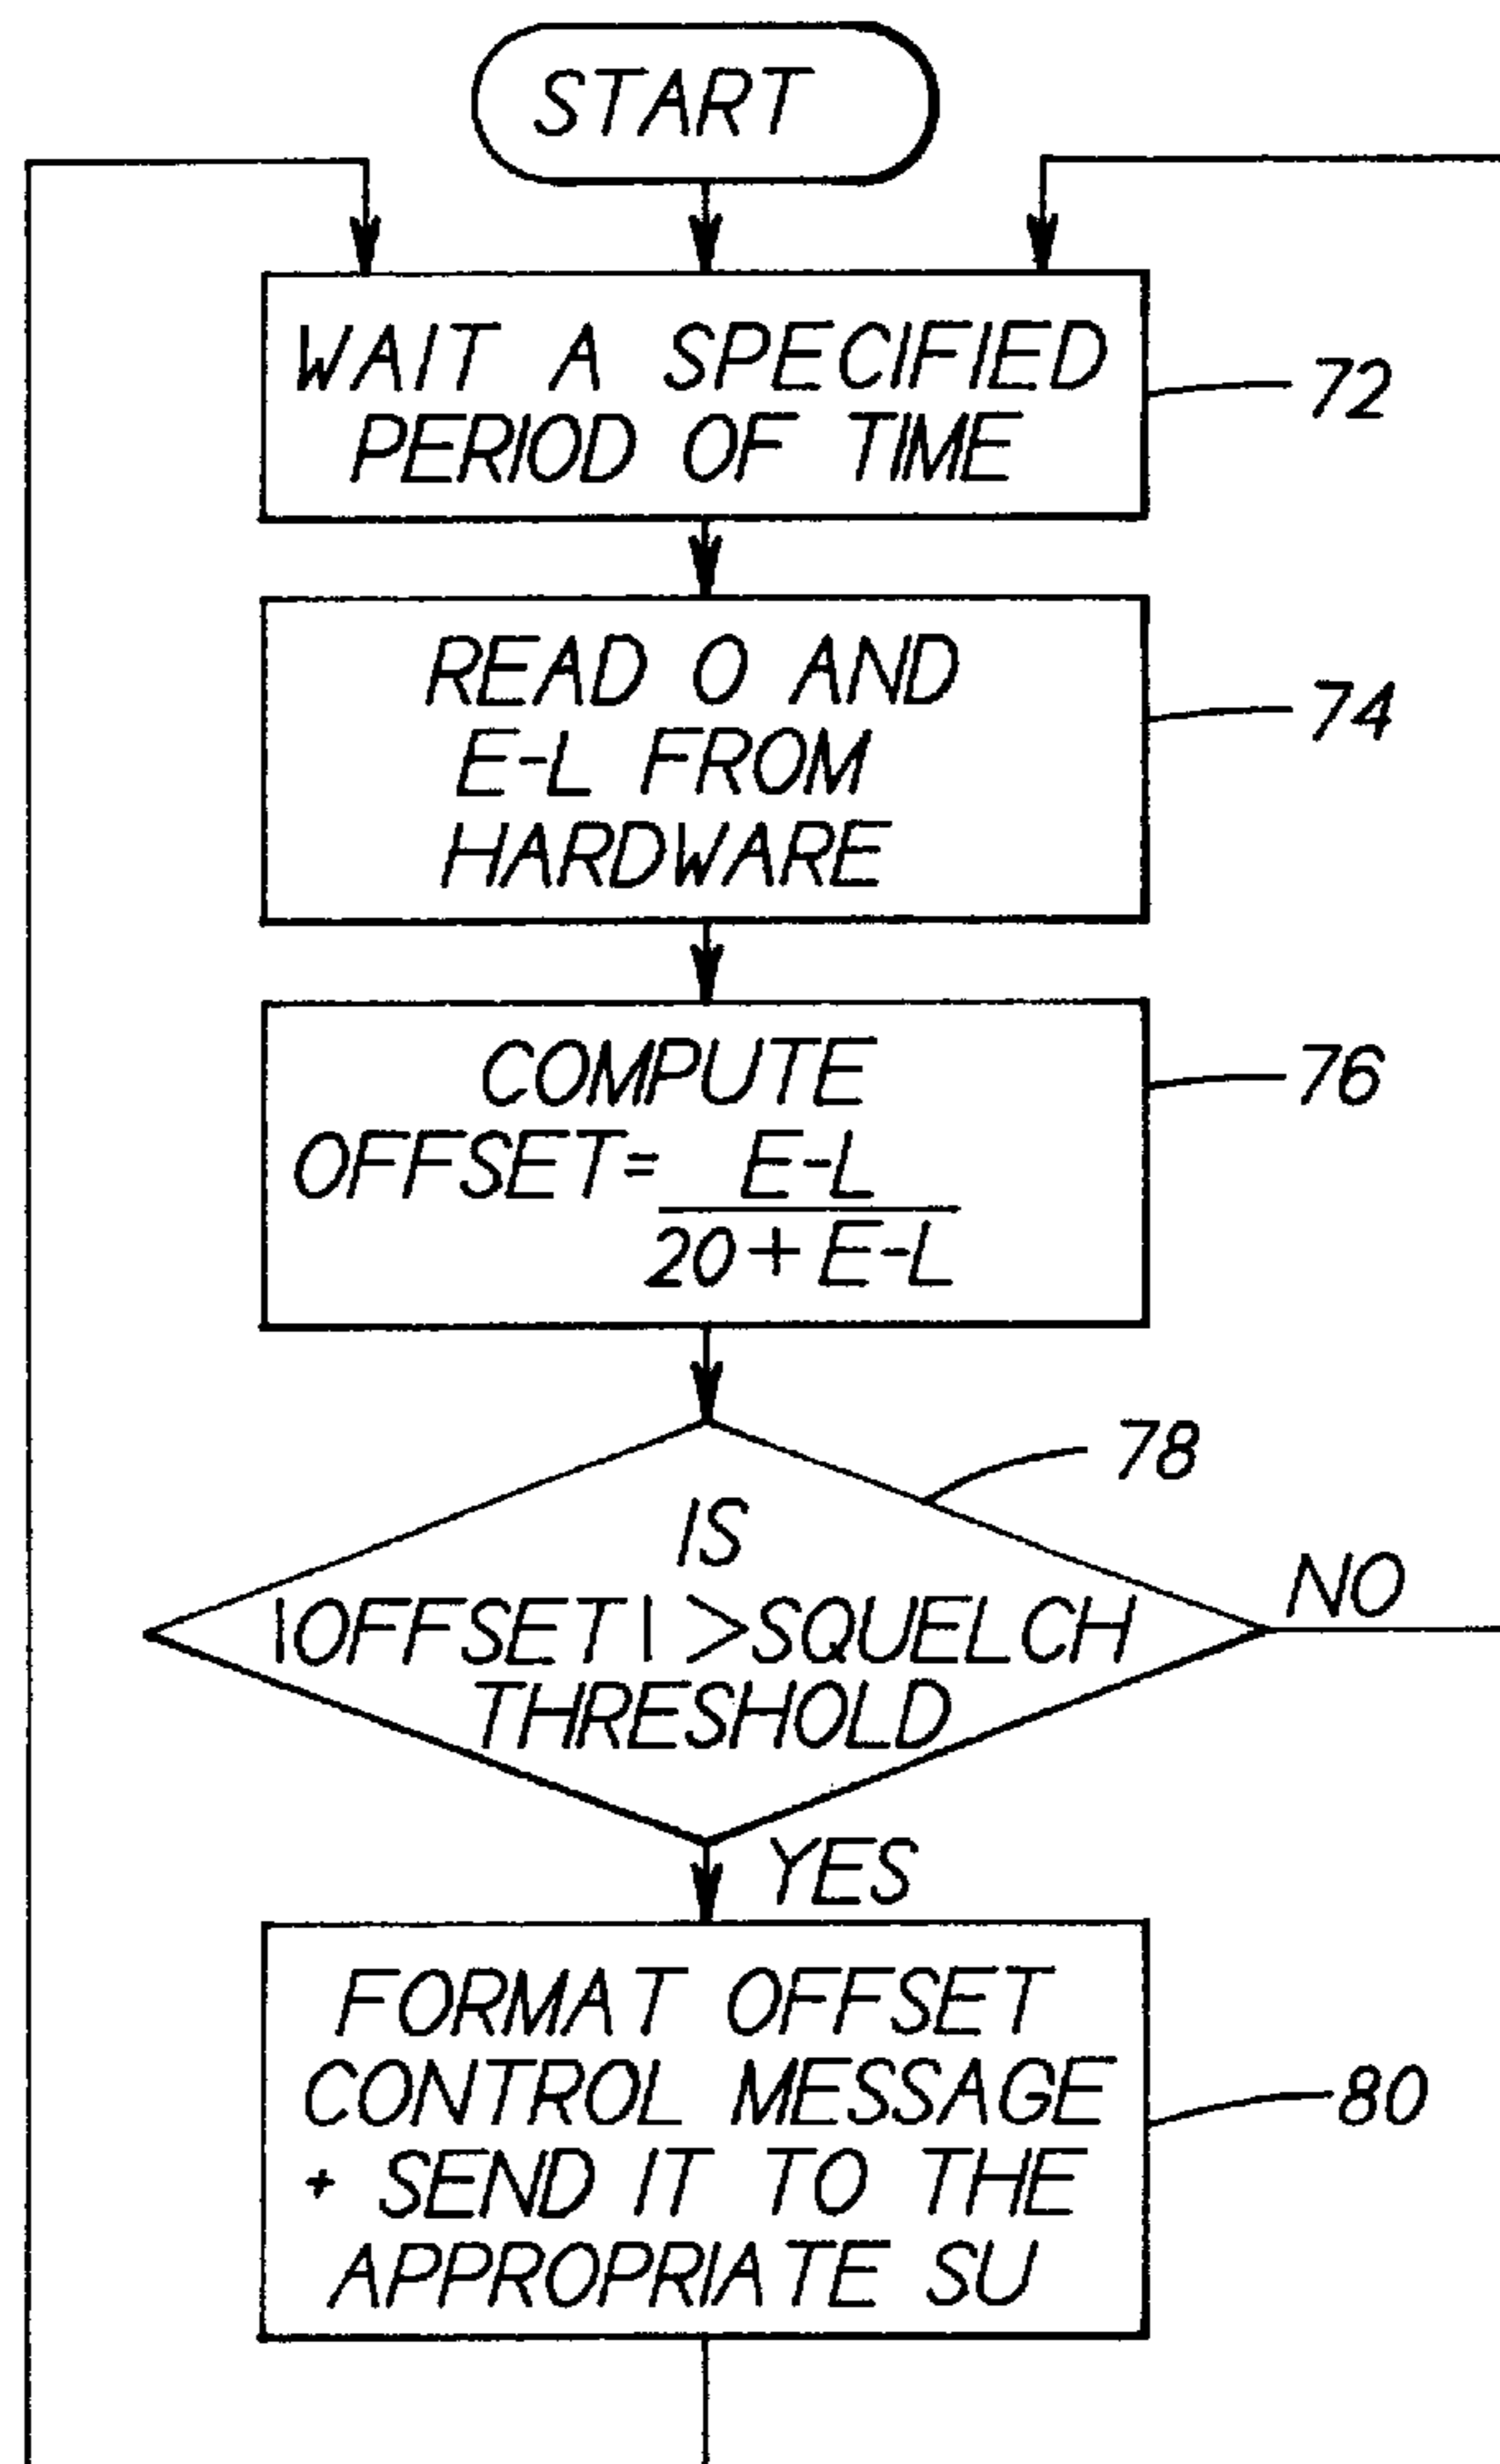 START
WAIT A SPECIFIED
PERIOD OF TIME
72
READ O AND
E-L FROM
HARDWARE
74
COMPUTE
OFFSET= E-L
20+E-L
76
78
IS
|OFFSET| >SQUELCH
THRESHOLD
NO
YES
FORMAT OFFSET
CONTROL MESSAGE
+ SEND IT TO THE
APPROPRIATE SU
80